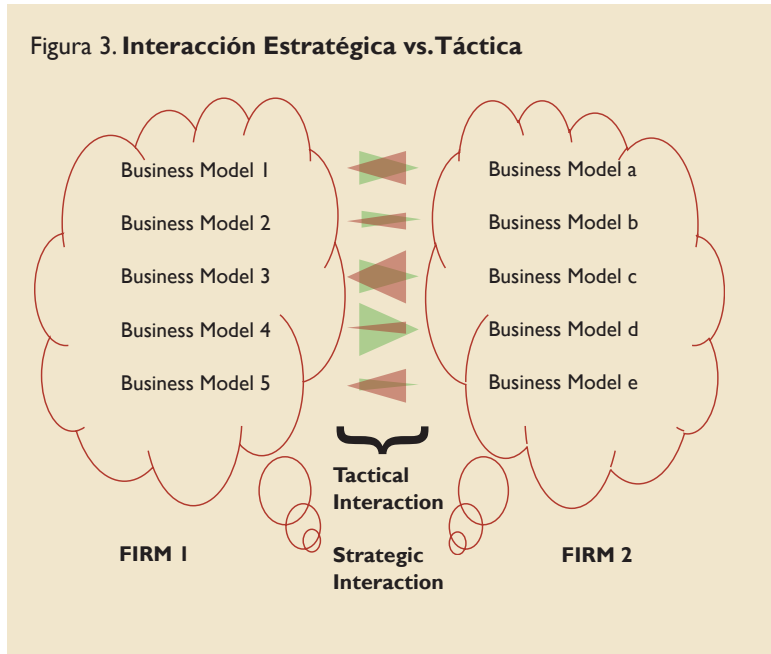 Figura 3. Interacción Estratégica vs. Táctica
Business Model 1
Business Model a
Business Model 2
Business Model b
Business Model 3
Business Model c
Business Model 4
Business Model d
Business Model 5
Business Model e
Tactical
Interaction
FIRM 1
Strategic
Interaction
FIRM 2